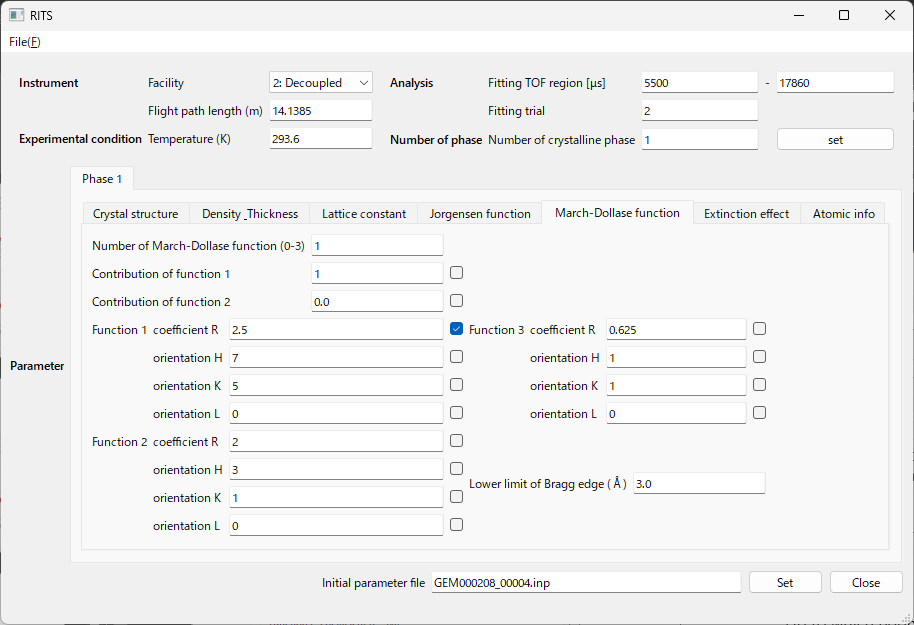 RITS
File(F)
Instrument Facility 2: Decoupled Analysis Fitting TOF region [μs] 5500 - 17860
Flight path length (m) 14.1385 Fitting trial 2
Experimental condition Temperature (K) 293.6 Number of phase Number of crystalline phase 1 set
Phase 1
Crystal structure Density _Thickness Lattice constant Jorgensen function March-Dollase function Extinction effect Atomic info
Number of March-Dollase function (0-3) 1
Contribution of function 1 1
Contribution of function 2 0.0
Function 1 coefficient R 2.5 Function 3 coefficient R 0.625
orientation H 7 orientation H 1
Parameter
orientation K 5 orientation K 1
orientation L 0 orientation L 0
Function 2 coefficient R 2
orientation H 3
Lower limit of Bragg edge (Å) 3.0
orientation K 1
orientation L 0
Initial parameter file GEM000208_00004.inp Set Close